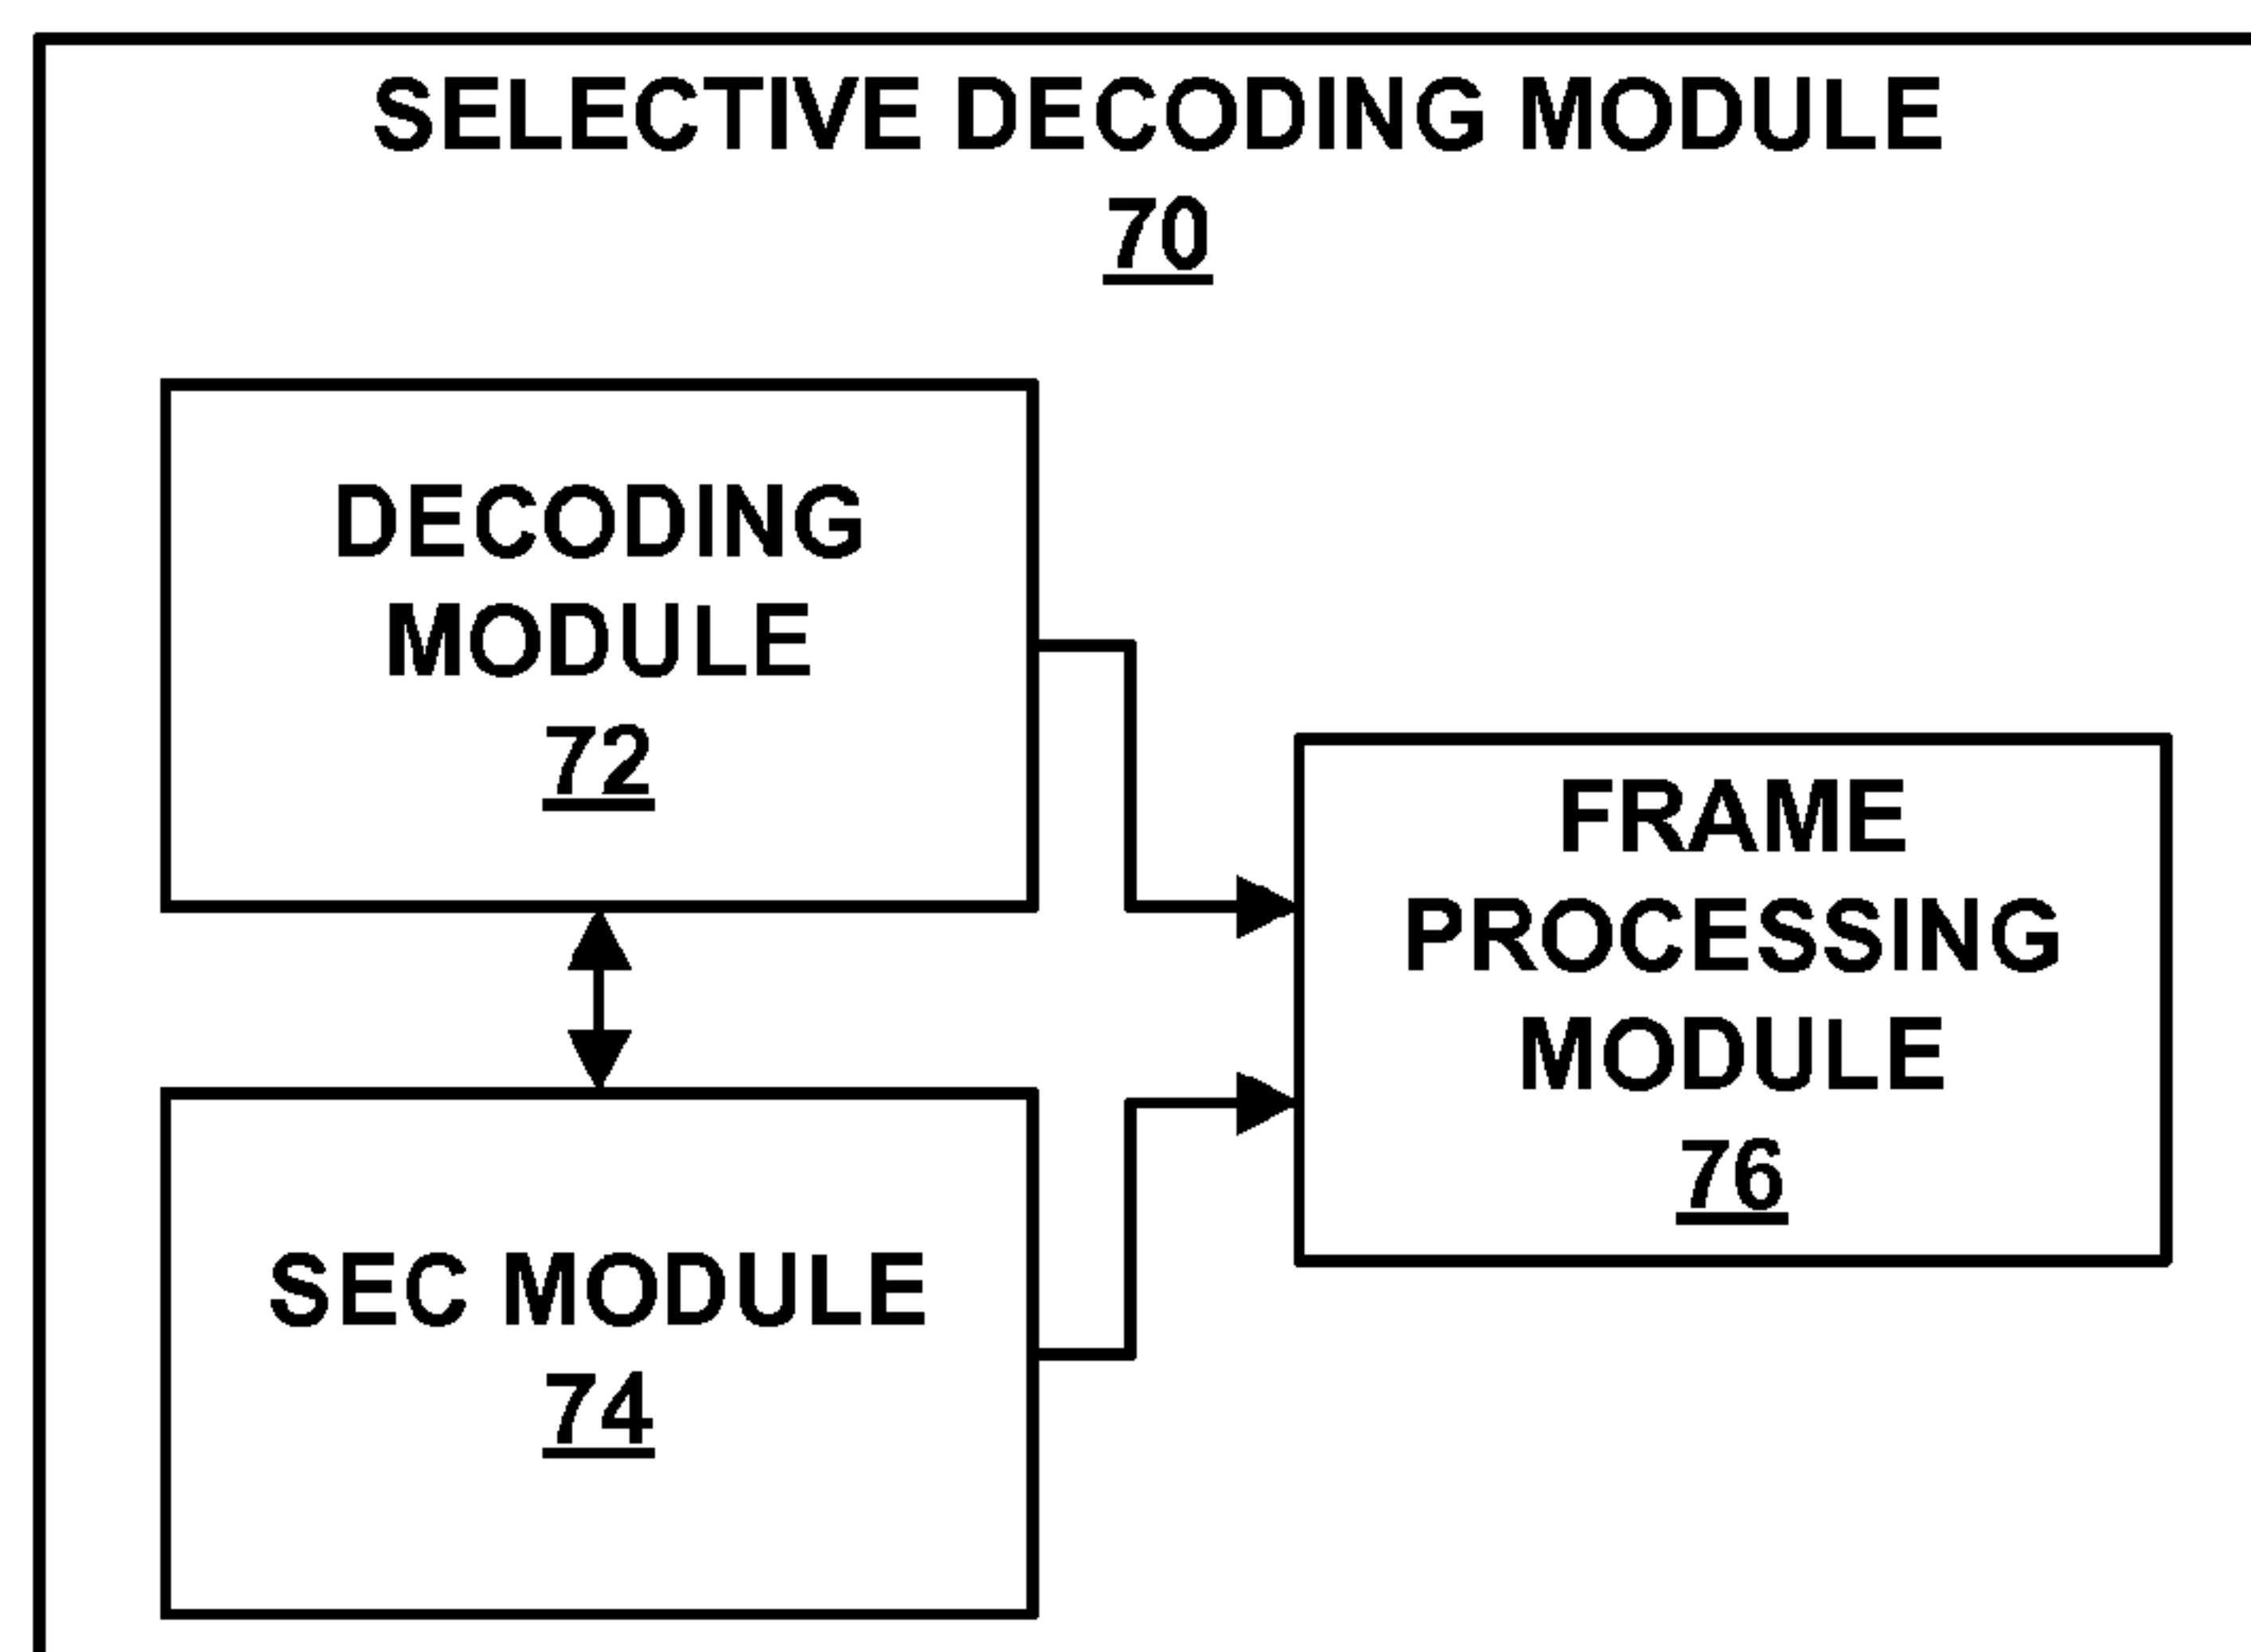 SELECTIVE DECODING MODULE
70
DECODING
MODULE
72
FRAME
PROCESSING
MODULE
76
SEC MODULE
74